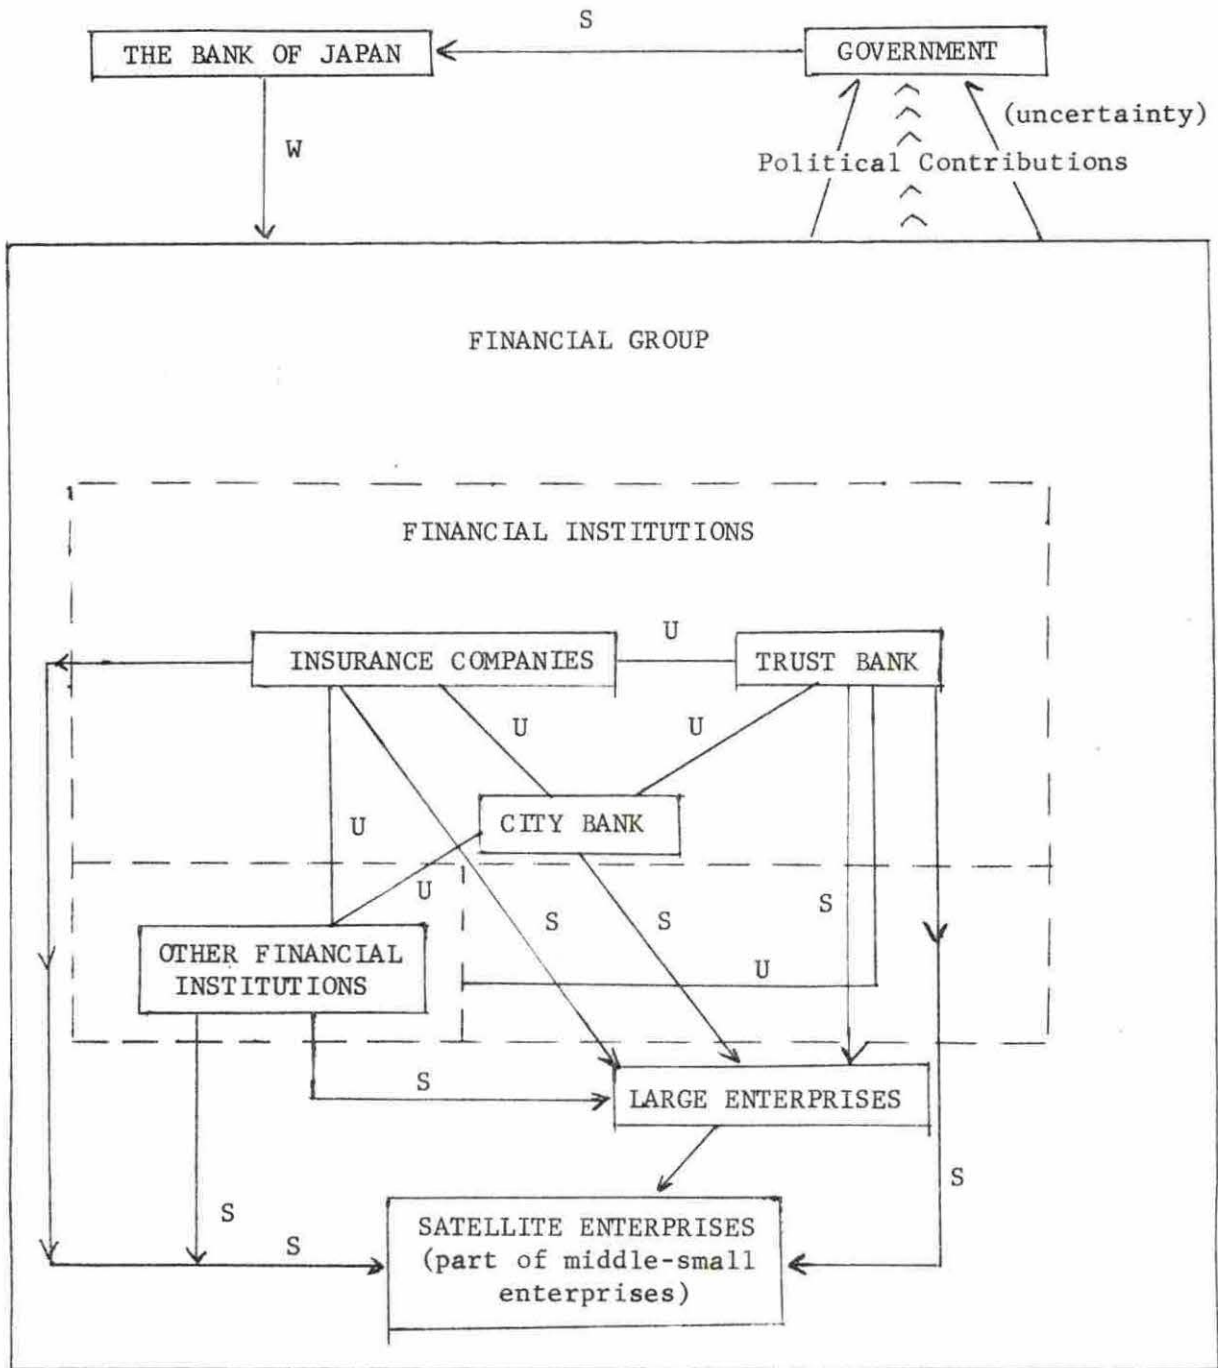 S
THE BANK OF JAPAN
GOVERNMENT
(uncertainty)
W
Political Contributions
FINANCIAL GROUP
FINANCIAL INSTITUTIONS
U
INSURANCE COMPANIES
TRUST BANK
U
U
CITY BANK
U
U
S
S
S
OTHER FINANCIAL
INSTITUTIONS
U
S
LARGE ENTERPRISES
S
S
SATELLITE ENTERPRISES
(part of middle-small
enterprises)
S